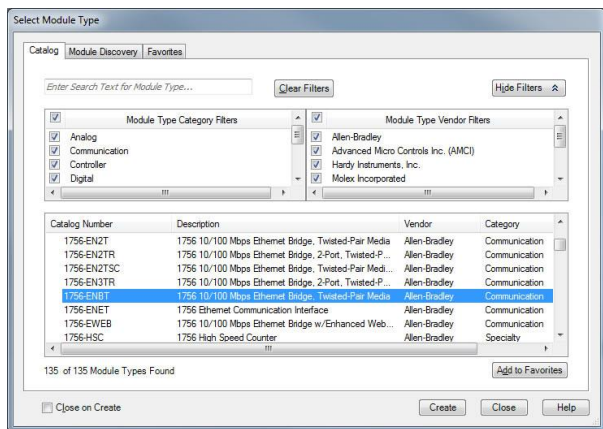 Select Module Type
Catalog Module Discovery Favorites
Enter Search Text for Module Type...
Clear Filters
Hide Filters
Module Type Category Filters
Analog
Communication
Controller
Digital
Module Type Vendor Filters
Allen-Bradley
Advanced Micro Controls Inc. (AMCI)
Hardy Instruments, Inc.
Molex Incorporated
Catalog Number Description Vendor Category
1756-EN2T 1756 10/100 Mbps Ethernet Bridge, Twisted-Pair Media Allen-Bradley Communication
1756-EN2TR 1756 10/100 Mbps Ethernet Bridge, 2-Port, Twisted-P... Allen-Bradley Communication
1756-EN2TSC 1756 10/100 Mbps Ethernet Bridge, Twisted-Pair Medi... Allen-Bradley Communication
1756-EN3TR 1756 10/100 Mbps Ethernet Bridge, 2-Port, Twisted-P... Allen-Bradley Communication
1756-ENBT 1756 10/100 Mbps Ethernet Bridge, Twisted-Pair Media Allen-Bradley Communication
1756-ENET 1756 Ethernet Communication Interface Allen-Bradley Communication
1756-EWEB 1756 10/100 Mbps Ethernet Bridge w/Enhanced Web... Allen-Bradley Communication
1756-HSC 1756 High Speed Counter Allen-Bradley Specialty
135 of 135 Module Types Found
Add to Favorites
Close on Create
Create Close Help